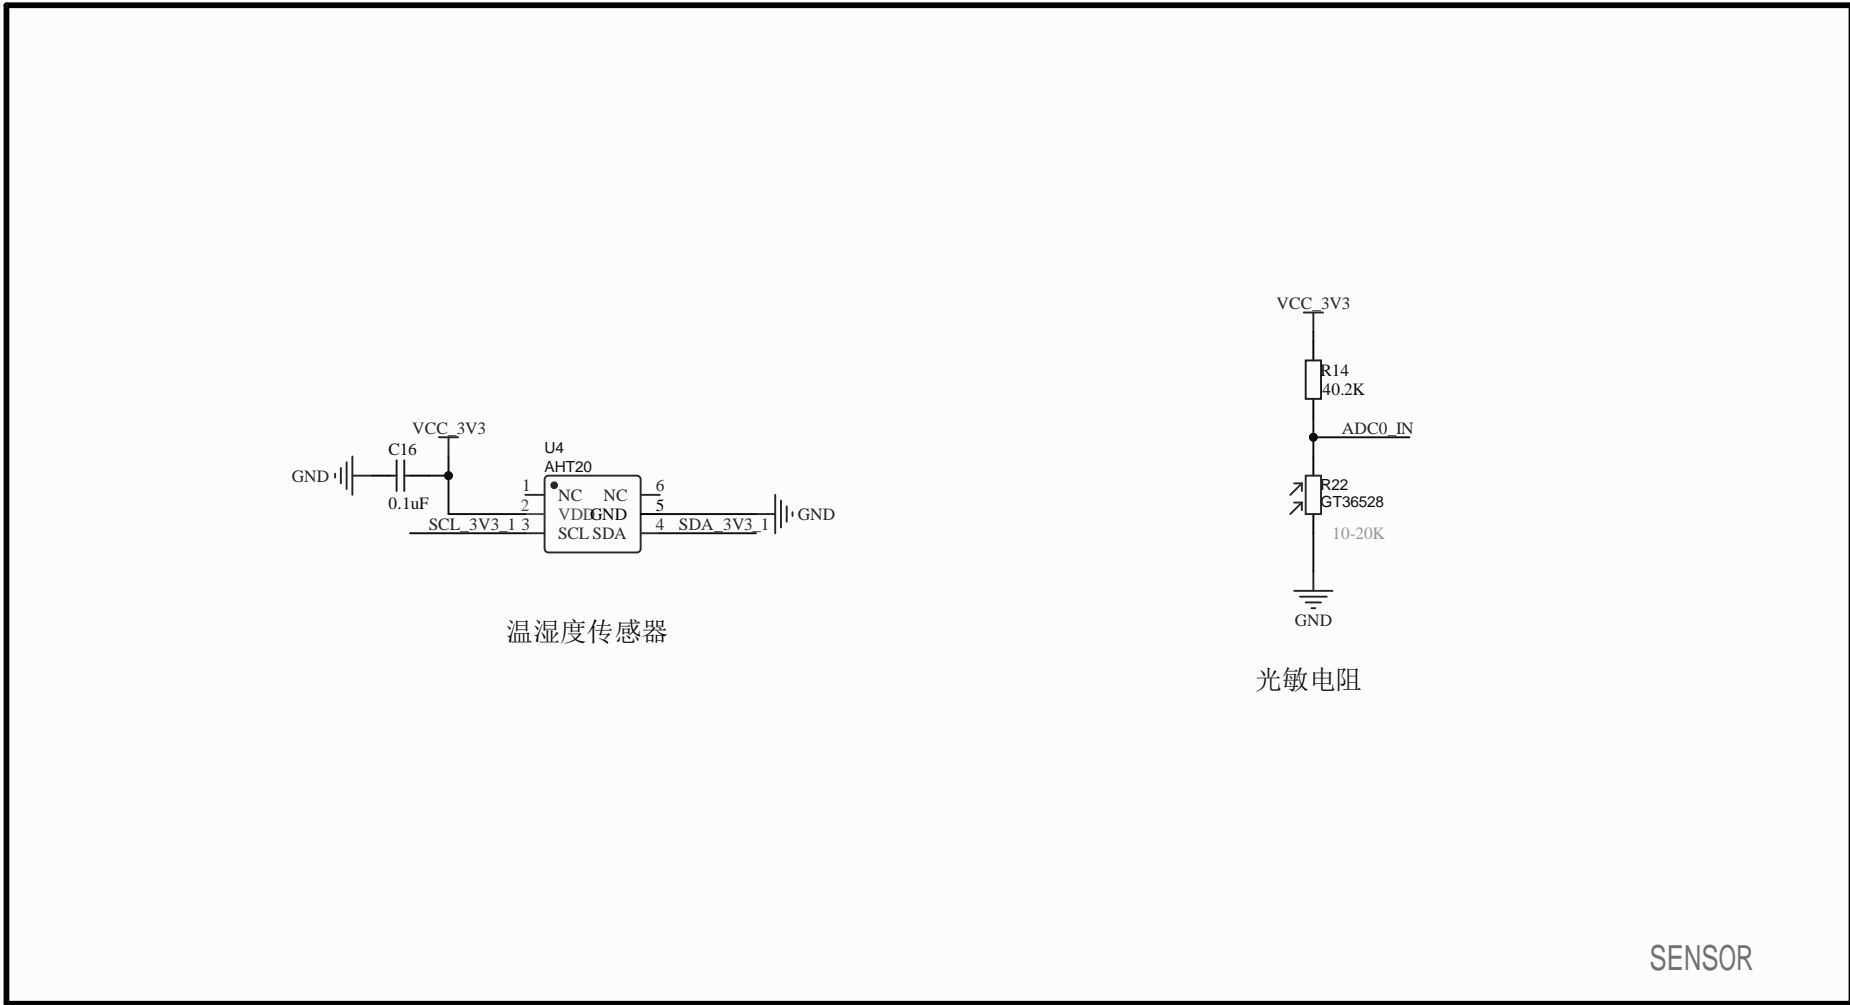 VCC_3V3
R14
40.2K
ADC0_IN
VCC_3V3
C16
GND
0.1uF
U4
AHT20
1 NC NC 6
2 VDD GND 5
GND
SCL_3V3_1 3 SCL SDA 4 SDA_3V3_1
R22
GT36528
10-20K
GND
温湿度传感器
光敏电阻
SENSOR